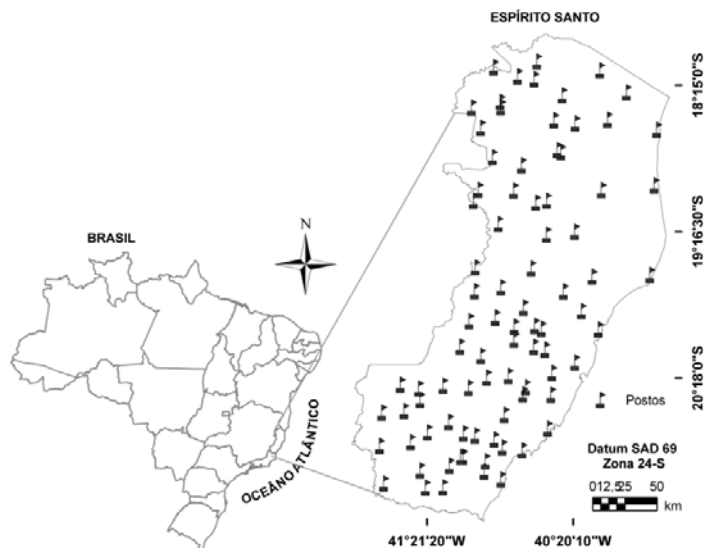 ESPÍRITO SANTO
18°15'0"S
N
BRASIL
19°16'30"S
20°18'0"S
Postos
OCEÂNO ATLÂNTICO
Datum SAD 69
Zona 24-S
012,525 50
km
41°21'20"W 40°20'10"W